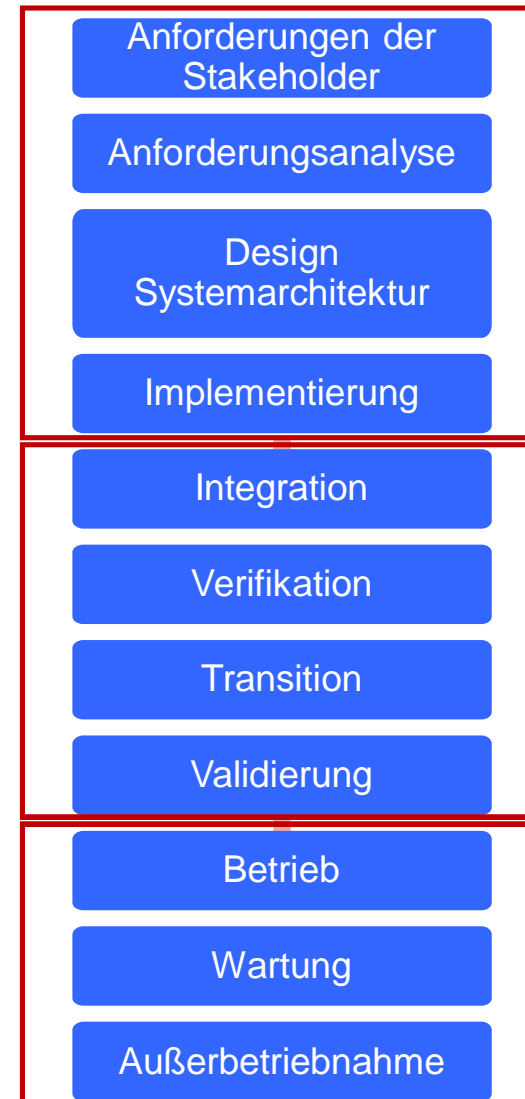 Anforderungen der
Stakeholder
Anforderungsanalyse
Design
Systemarchitektur
Implementierung
Integration
Verifikation
Transition
Validierung
Betrieb
Wartung
Außerbetriebnahme